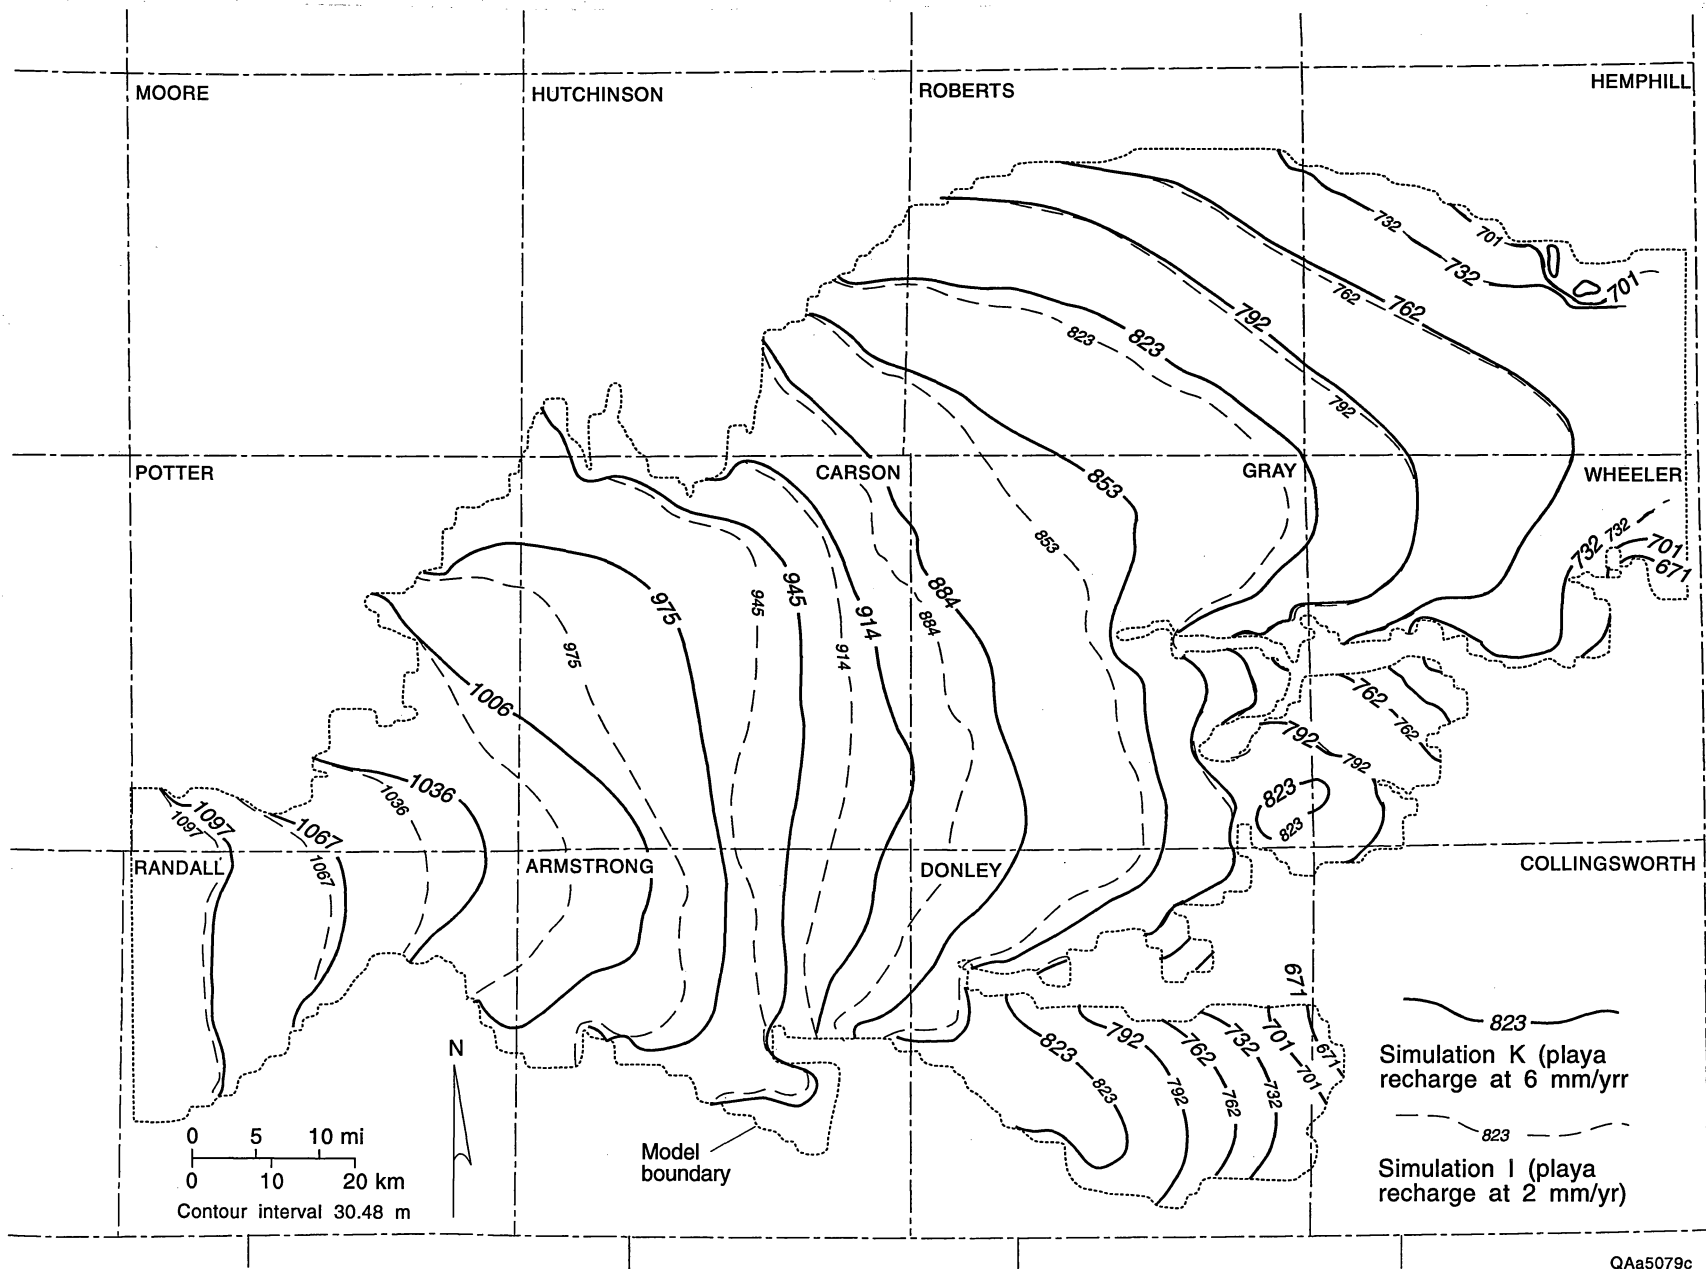 MOORE
HUTCHINSON
ROBERTS
HEMPHILL
732
701
732
701
762
762
792
792
823
823
853
853
POTTER
CARSON
GRAY
WHEELER
732
732
701
671
884
884
914
914
945
945
975
975
1006
1036
1036
1067
1067
1097
1097
762
762
792
792
823
823
RANDALL
ARMSTRONG
DONLEY
COLLINGSWORTH
671
671
701
701
732
732
762
762
792
792
823
823
N
0 5 10 mi
0 10 20 km
Contour interval 30.48 m
Model
boundary
823
Simulation K (playa
recharge at 6 mm/yrr
823
Simulation I (playa
recharge at 2 mm/yr)
QAa5079c